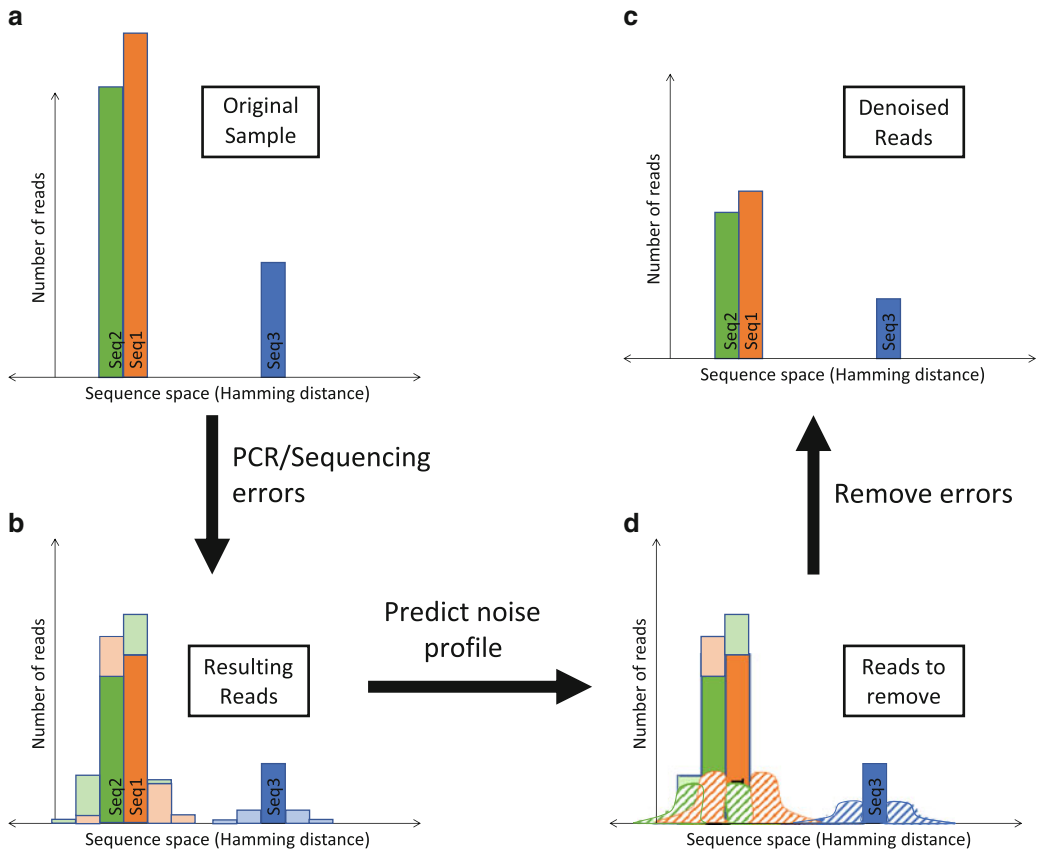 a
Original
Sample
Number of reads
Seq2
Seq1
Seq3
Sequence space (Hamming distance)
PCR/Sequencing
errors
b
Resulting
Reads
Number of reads
Seq2
Seq1
Seq3
Sequence space (Hamming distance)
Predict noise
profile
c
Denoised
Reads
Number of reads
Seq2
Seq1
Seq3
Sequence space (Hamming distance)
Remove errors
d
Reads to
remove
Number of reads
Seq3
Sequence space (Hamming distance)